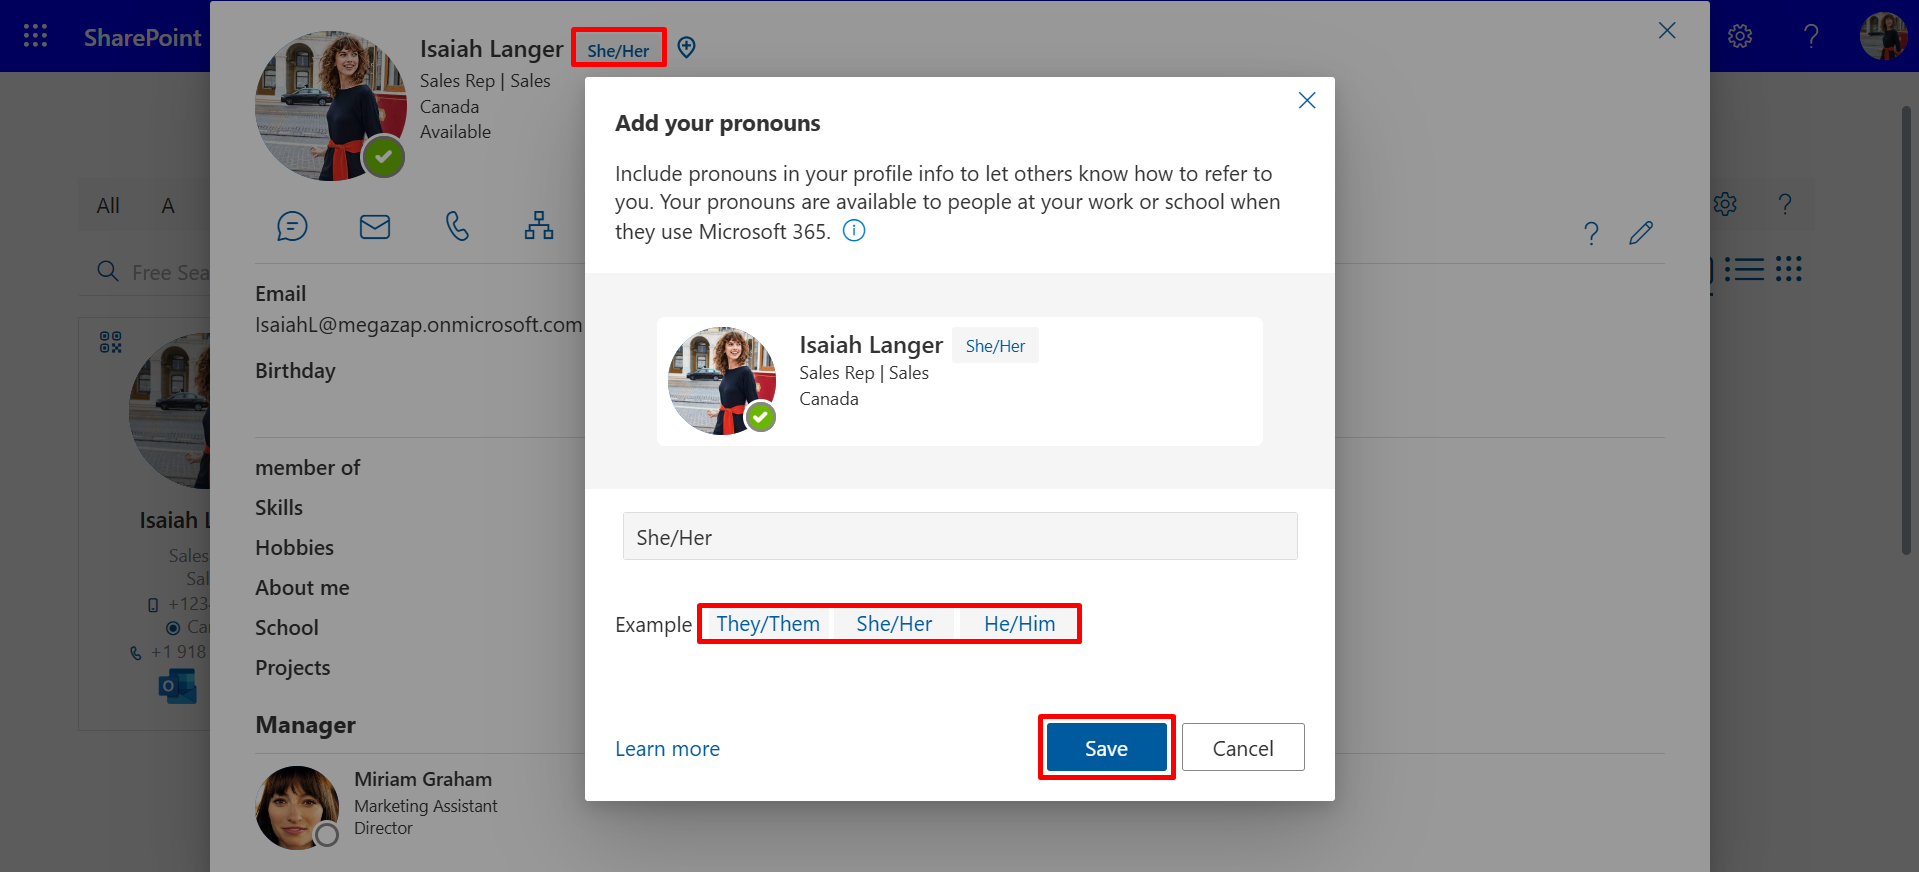 SharePoint
Isaiah Langer She/Her
Sales Rep | Sales
Canada
Available
All A
Free Sea
Email
IsaiahL@megazap.onmicrosoft.com
Birthday
member of
Skills
Hobbies
About me
School
Projects
Manager
Miriam Graham
Marketing Assistant
Director
Isaiah L
Sales
Sal
+123
Ca
+1 918
Add your pronouns
Include pronouns in your profile info to let others know how to refer to
you. Your pronouns are available to people at your work or school when
they use Microsoft 365.
Isaiah Langer She/Her
Sales Rep | Sales
Canada
She/Her
Example They/Them She/Her He/Him
Learn more Save Cancel